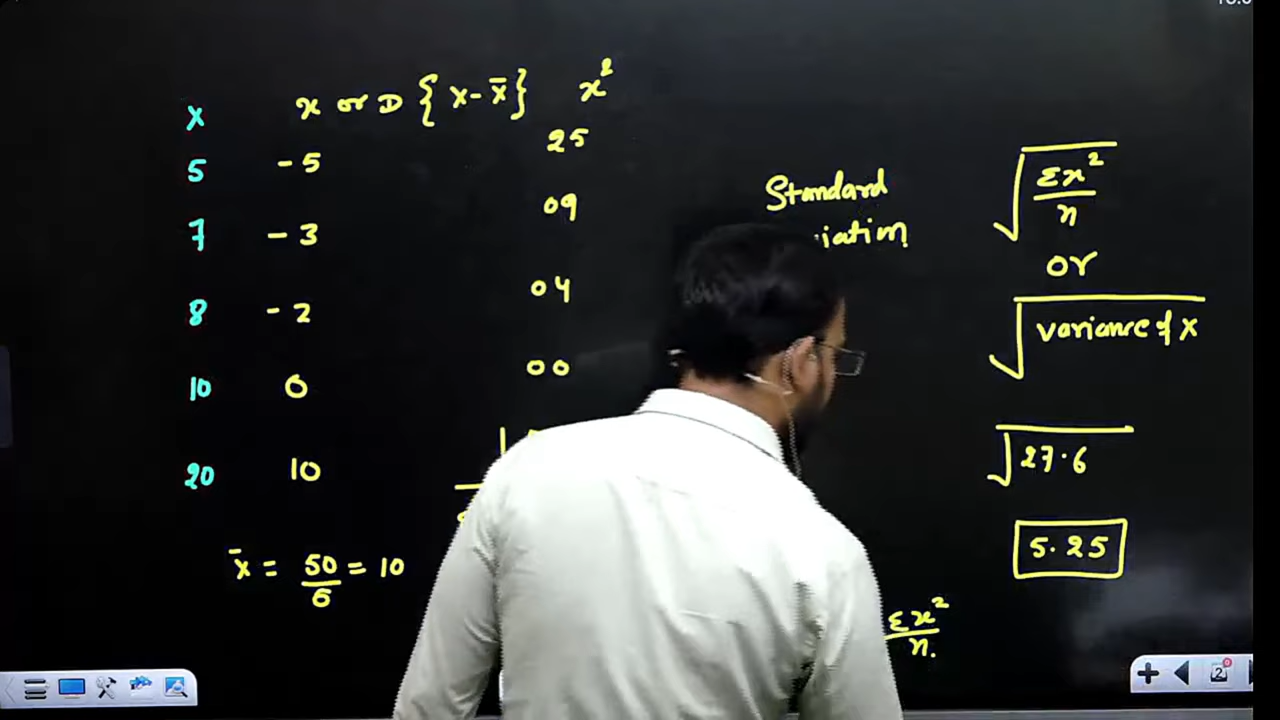 X x or D { X - X̄ } x²
5 -5 25
7 -3 09
8 -2 04
10 0 00
20 10
X̄ = 50/5 = 10
Standard
√(Σx²/n)
or
√(variance of X)
√27.6
5.25
Σx²/n.
2